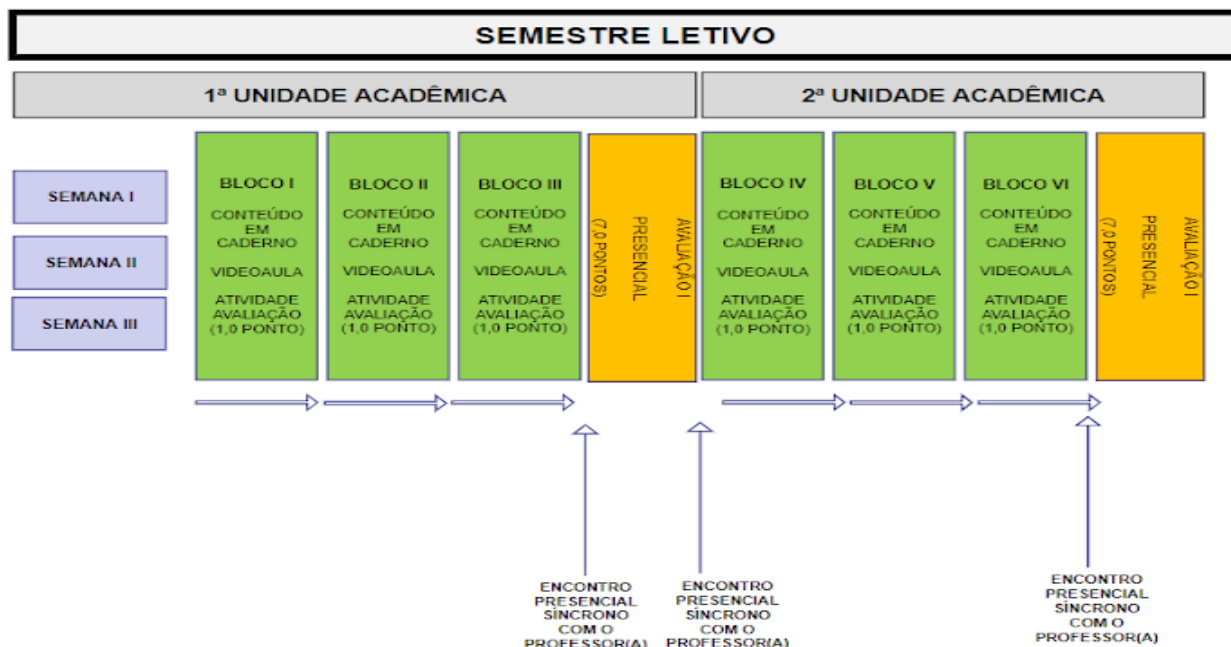 SEMESTRE LETIVO
1ª UNIDADE ACADÊMICA
2ª UNIDADE ACADÊMICA
SEMANA I
SEMANA II
SEMANA III
BLOCO I
CONTEÚDO
EM
CADERNO
VIDEOAULA
ATIVIDADE
AVALIAÇÃO
(1,0 PONTO)
BLOCO II
CONTEÚDO
EM
CADERNO
VIDEOAULA
ATIVIDADE
AVALIAÇÃO
(1,0 PONTO)
BLOCO III
CONTEÚDO
EM
CADERNO
VIDEOAULA
ATIVIDADE
AVALIAÇÃO
(1,0 PONTO)
AVALIAÇÃO I
PRESENCIAL
(7,0 PONTOS)
BLOCO IV
CONTEÚDO
EM
CADERNO
VIDEOAULA
ATIVIDADE
AVALIAÇÃO
(1,0 PONTO)
BLOCO V
CONTEÚDO
EM
CADERNO
VIDEOAULA
ATIVIDADE
AVALIAÇÃO
(1,0 PONTO)
BLOCO VI
CONTEÚDO
EM
CADERNO
VIDEOAULA
ATIVIDADE
AVALIAÇÃO
(1,0 PONTO)
AVALIAÇÃO I
PRESENCIAL
(7,0 PONTOS)
ENCONTRO
PRESENCIAL
SÍNCRONO
COM O
PROFESSOR(A)
ENCONTRO
PRESENCIAL
SÍNCRONO
COM O
PROFESSOR(A)
ENCONTRO
PRESENCIAL
SÍNCRONO
COM O
PROFESSOR(A)